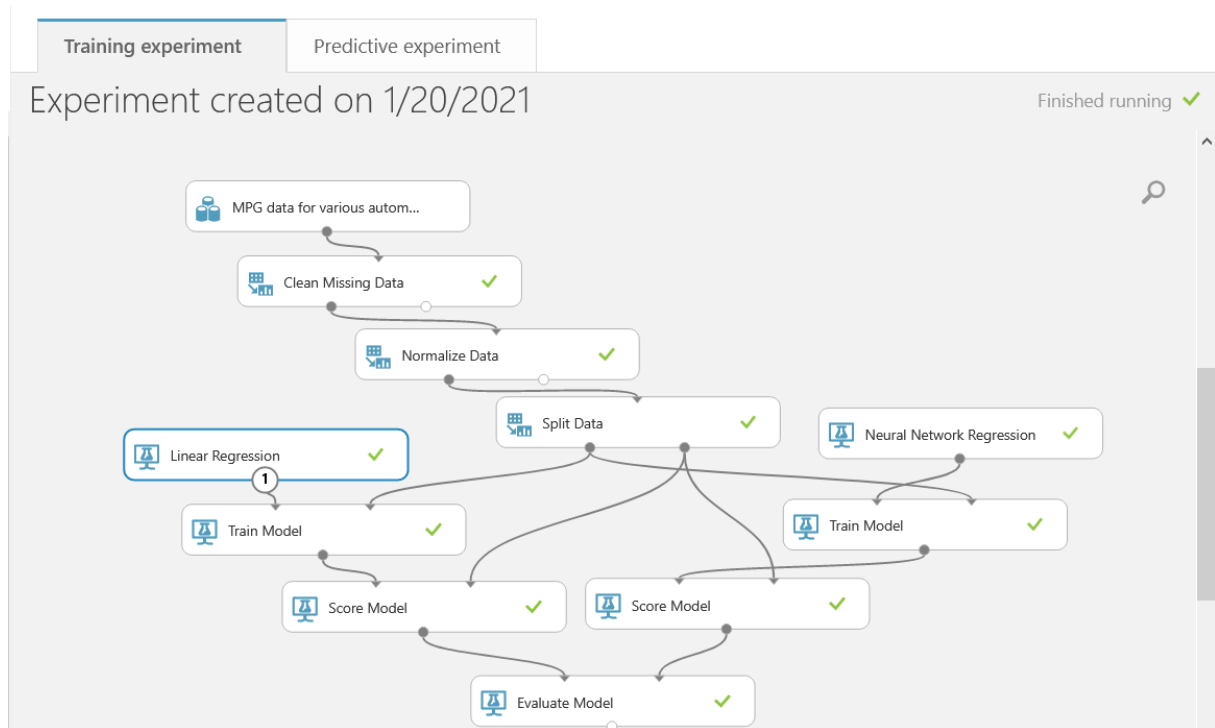 Training experiment
Predictive experiment
Experiment created on 1/20/2021
Finished running
MPG data for various autom...
Clean Missing Data
Normalize Data
Split Data
Neural Network Regression
Linear Regression
1
Train Model
Train Model
Score Model
Score Model
Evaluate Model